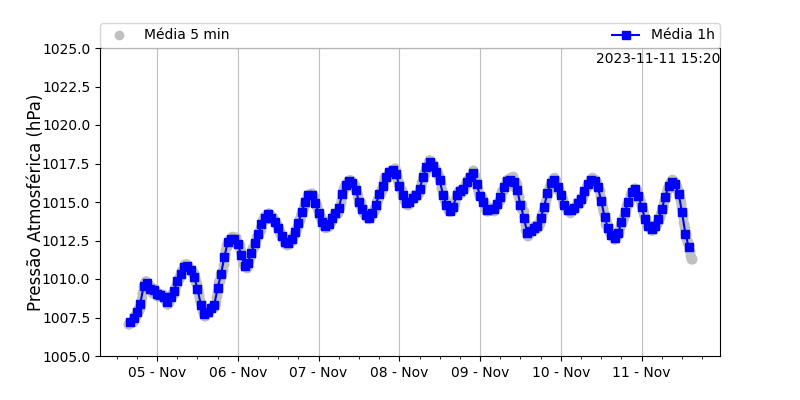 Média 5 min
Média 1h
2023-11-11 15:20
Pressão Atmosférica (hPa)
1025.0
1022.5
1020.0
1017.5
1015.0
1012.5
1010.0
1007.5
1005.0
05 - Nov
06 - Nov
07 - Nov
08 - Nov
09 - Nov
10 - Nov
11 - Nov